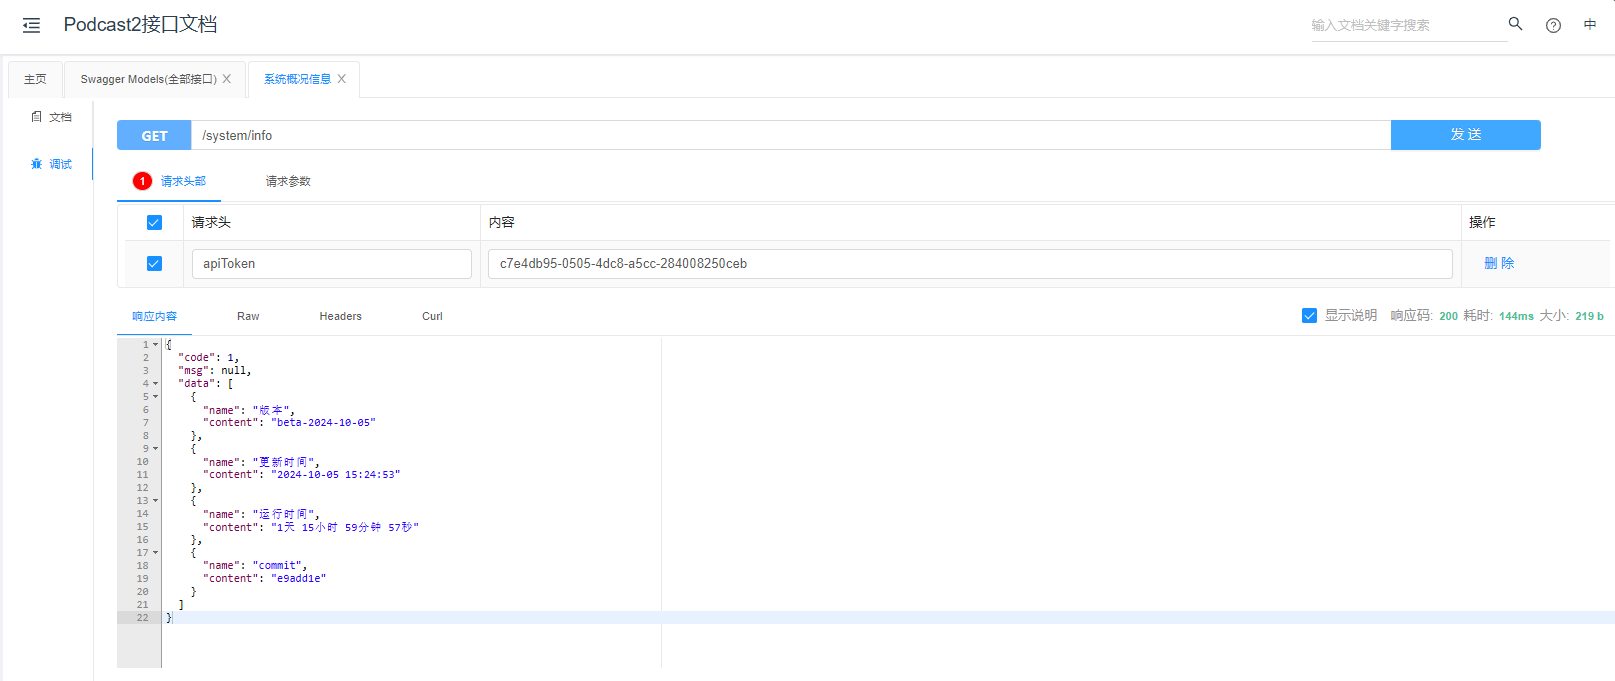 Podcast2接口文档
输入文档关键字搜索
中
主页
Swagger Models(全部接口)
系统概况信息
文档
调试
GET
/system/info
发 送
1 请求头部
请求参数
请求头
内容
操作
apiToken
c7e4db95-0505-4dc8-a5cc-284008250ceb
删 除
响应内容
Raw
Headers
Curl
显示说明
响应码: 200 耗时: 144ms 大小: 219 b
1 {
2 "code": 1,
3 "msg": null,
4 "data": [
5 {
6 "name": "版本",
7 "content": "beta-2024-10-05"
8 },
9 {
10 "name": "更新时间",
11 "content": "2024-10-05 15:24:53"
12 },
13 {
14 "name": "运行时间",
15 "content": "1天 15小时 59分钟 57秒"
16 },
17 {
18 "name": "commit",
19 "content": "e9add1e"
20 }
21 ]
22 }